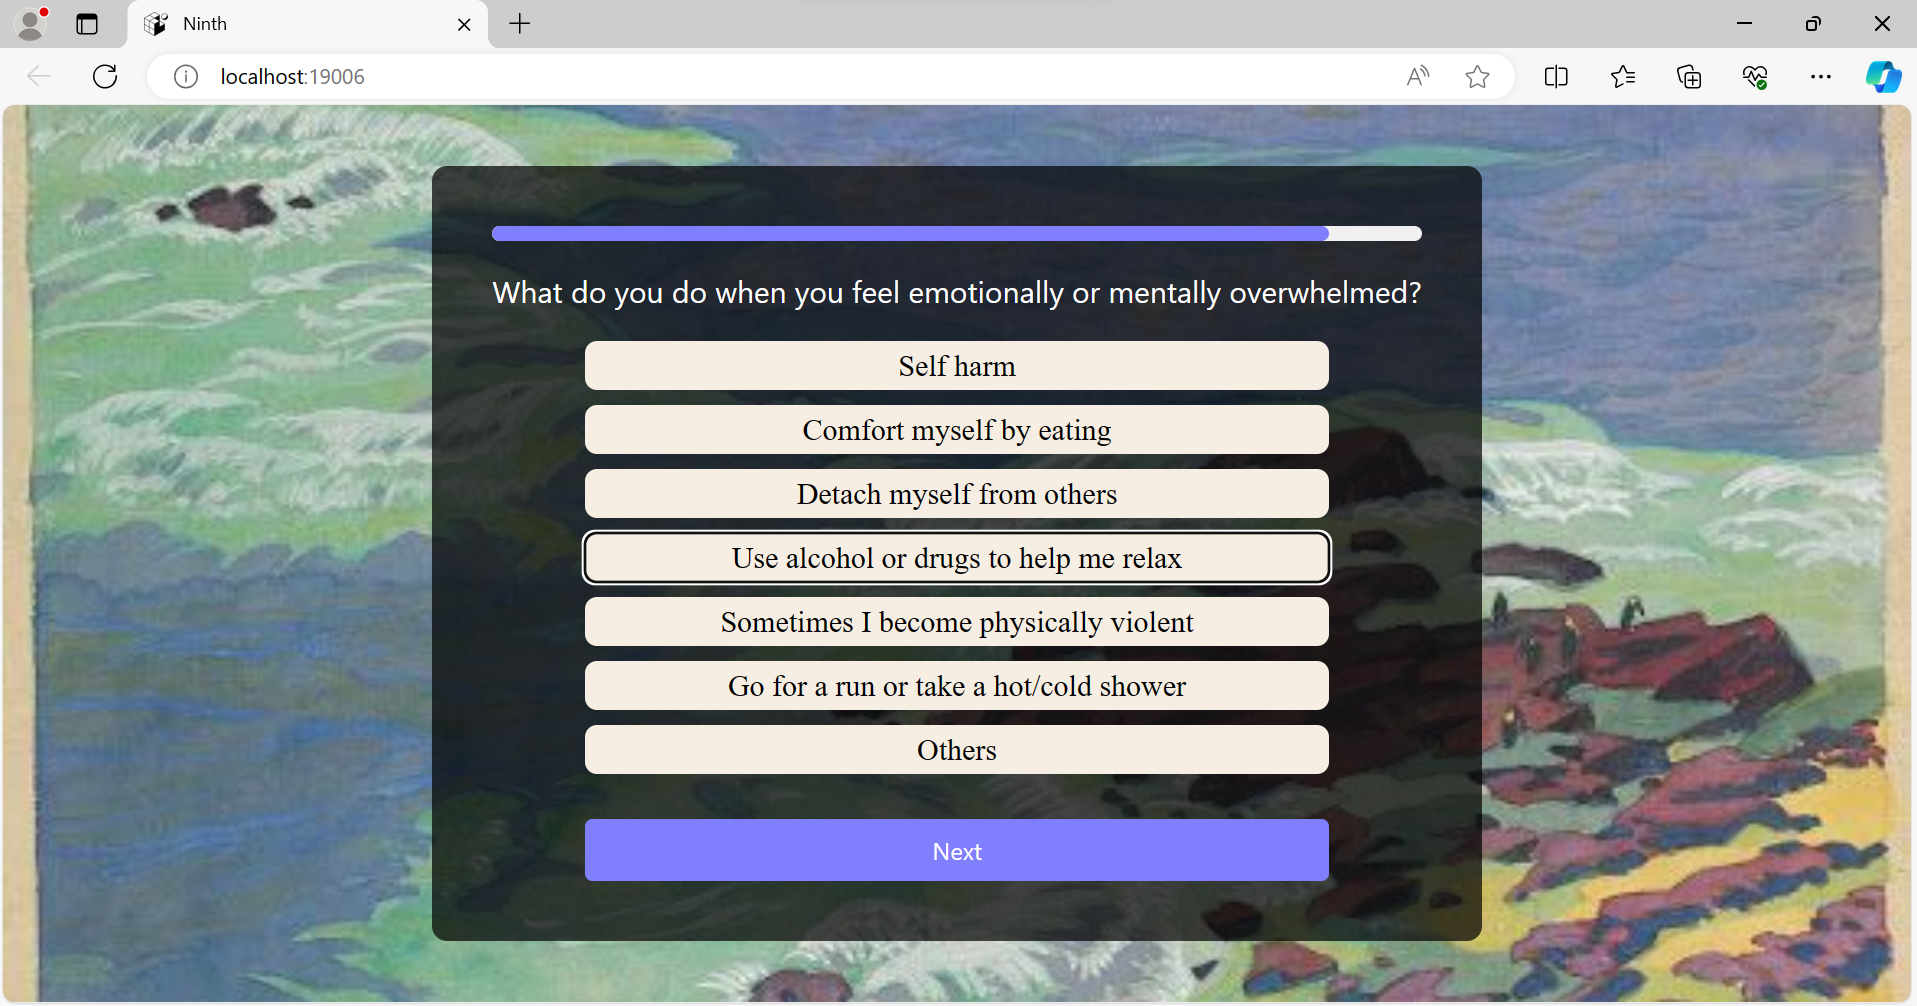 Ninth
localhost:19006
What do you do when you feel emotionally or mentally overwhelmed?
Self harm
Comfort myself by eating
Detach myself from others
Use alcohol or drugs to help me relax
Sometimes I become physically violent
Go for a run or take a hot/cold shower
Others
Next